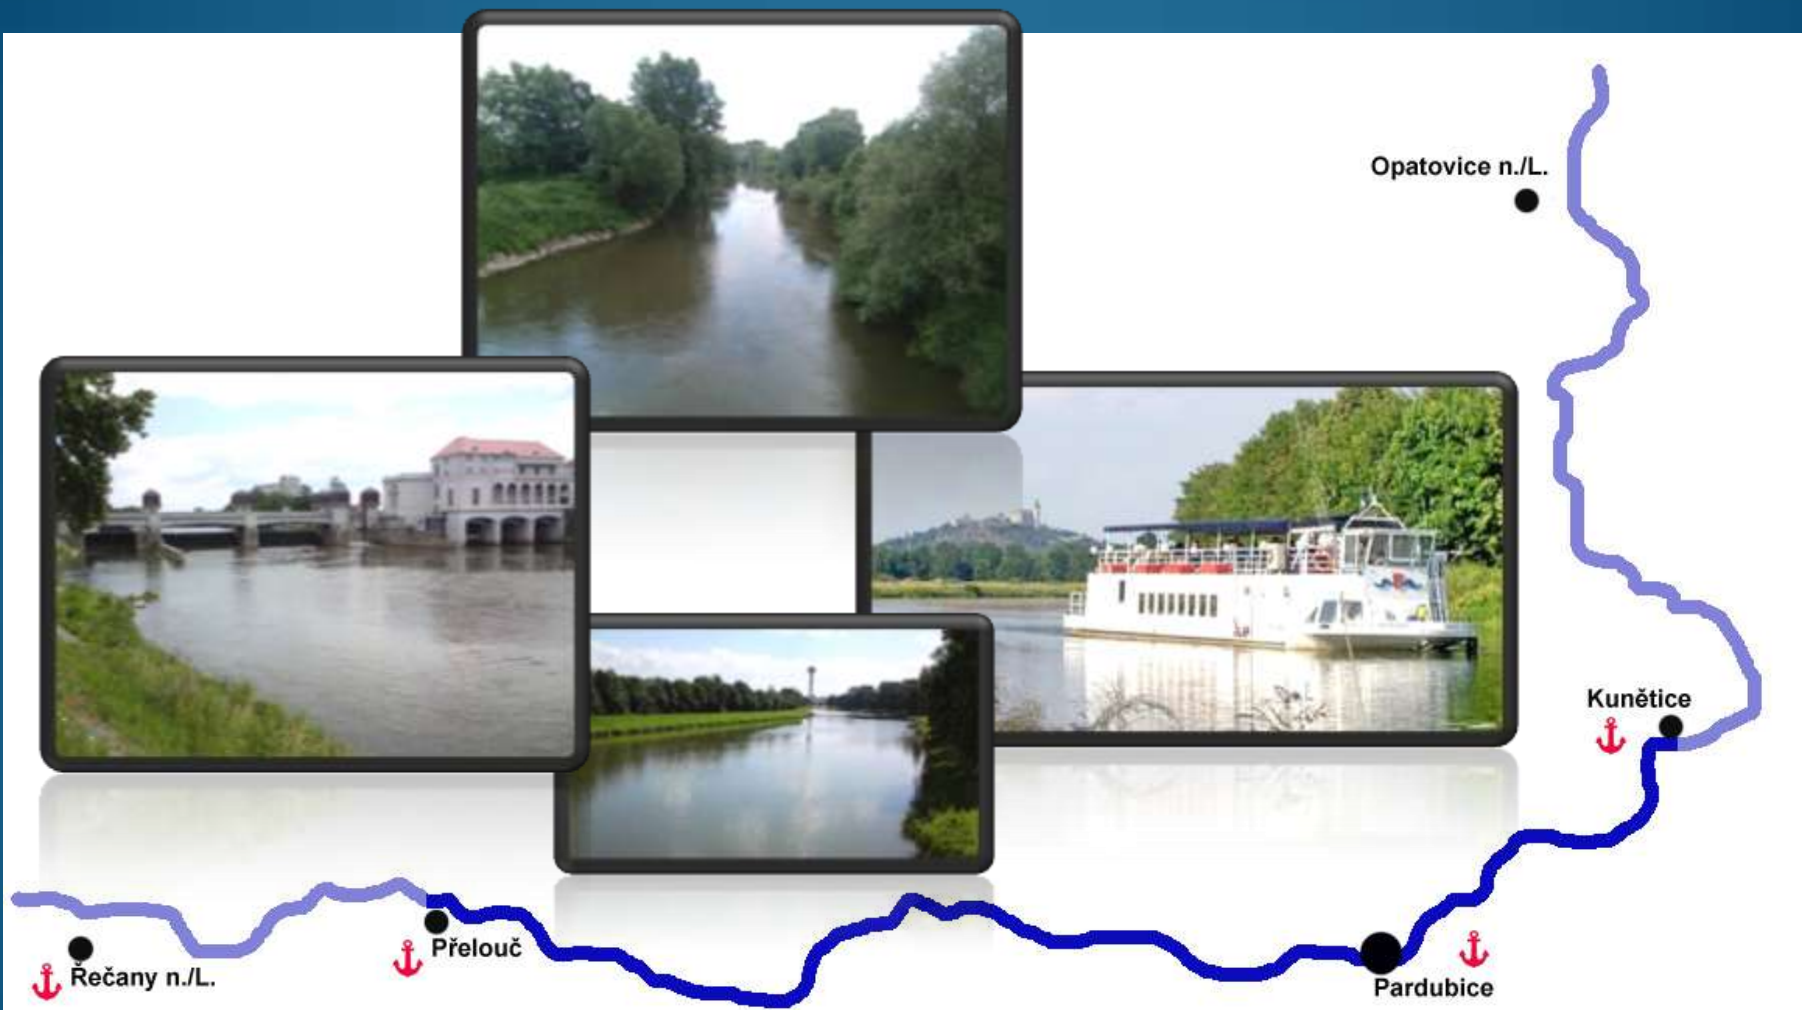 Opatovice n./L.
Kunětice
Přelouč
Řečany n./L.
Pardubice